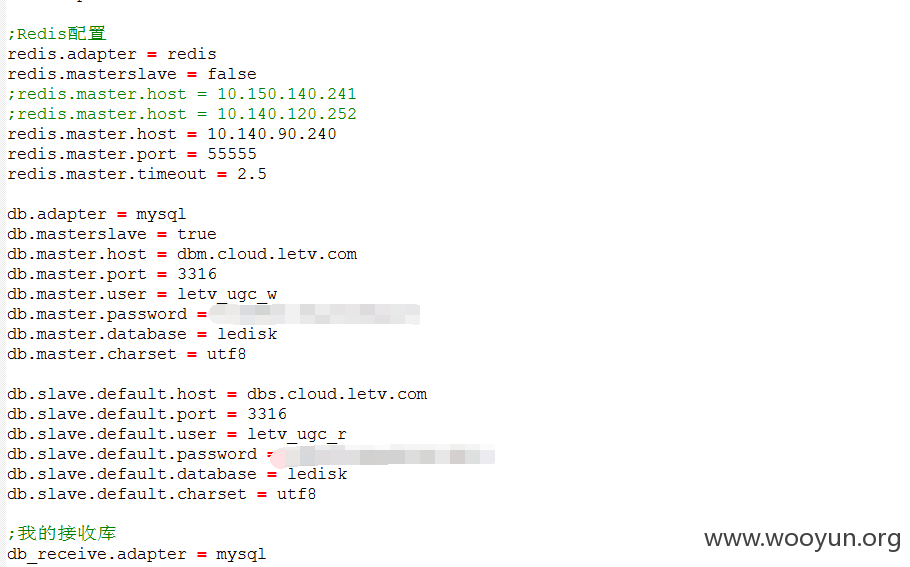 ;Redis配置
redis.adapter = redis
redis.masterslave = false
;redis.master.host = 10.150.140.241
;redis.master.host = 10.140.120.252
redis.master.host = 10.140.90.240
redis.master.port = 55555
redis.master.timeout = 2.5
db.adapter = mysql
db.masterslave = true
db.master.host = dbm.cloud.letv.com
db.master.port = 3316
db.master.user = letv_ugc_w
db.master.password =
db.master.database = ledisk
db.master.charset = utf8
db.slave.default.host = dbs.cloud.letv.com
db.slave.default.port = 3316
db.slave.default.user = letv_ugc_r
db.slave.default.password =
db.slave.default.database = ledisk
db.slave.default.charset = utf8
;我的接收库
db_receive.adapter = mysql
www.wooyun.org